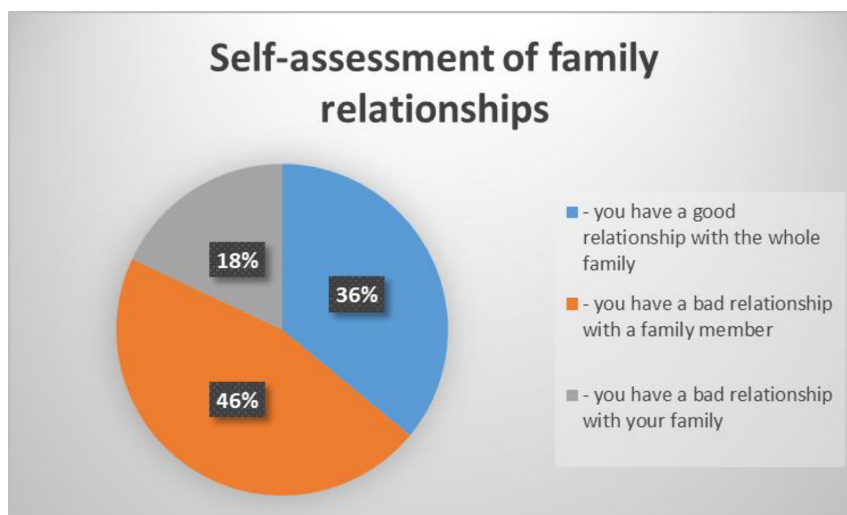 Self-assessment of family
relationships
18%
36%
46%
- you have a good
relationship with the whole
family
- you have a bad relationship
with a family member
- you have a bad relationship
with your family